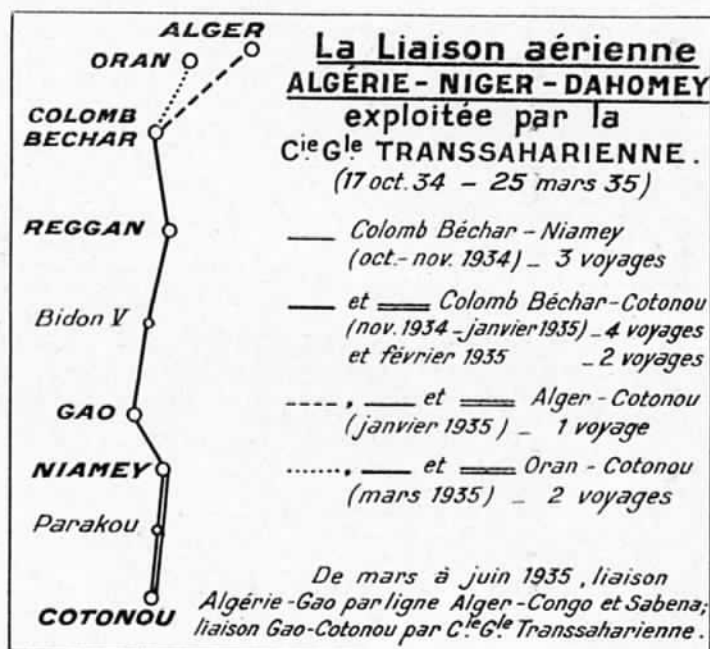 ALGER
ORAN
COLOMB
BECHAR
REGGAN
Bidon V
GAO
NIAMEY
Parakou
COTONOU
La Liaison aérienne
ALGÉRIE - NIGER - DAHOMEY
exploitée par la
Cie Gle TRANSSAHARIENNE.
(17 oct. 34 - 25 mars 35)
Colomb Béchar - Niamey
(oct.- nov. 1934) - 3 voyages
et Colomb Béchar-Cotonou
(nov. 1934 - janvier 1935) - 4 voyages
et février 1935 - 2 voyages
, et Alger - Cotonou
(janvier 1935) - 1 voyage
, et Oran - Cotonou
(mars 1935) - 2 voyages
De mars à juin 1935, liaison
Algérie-Gao par ligne Alger-Congo et Sabena;
liaison Gao-Cotonou par Cie Gle Transsaharienne.